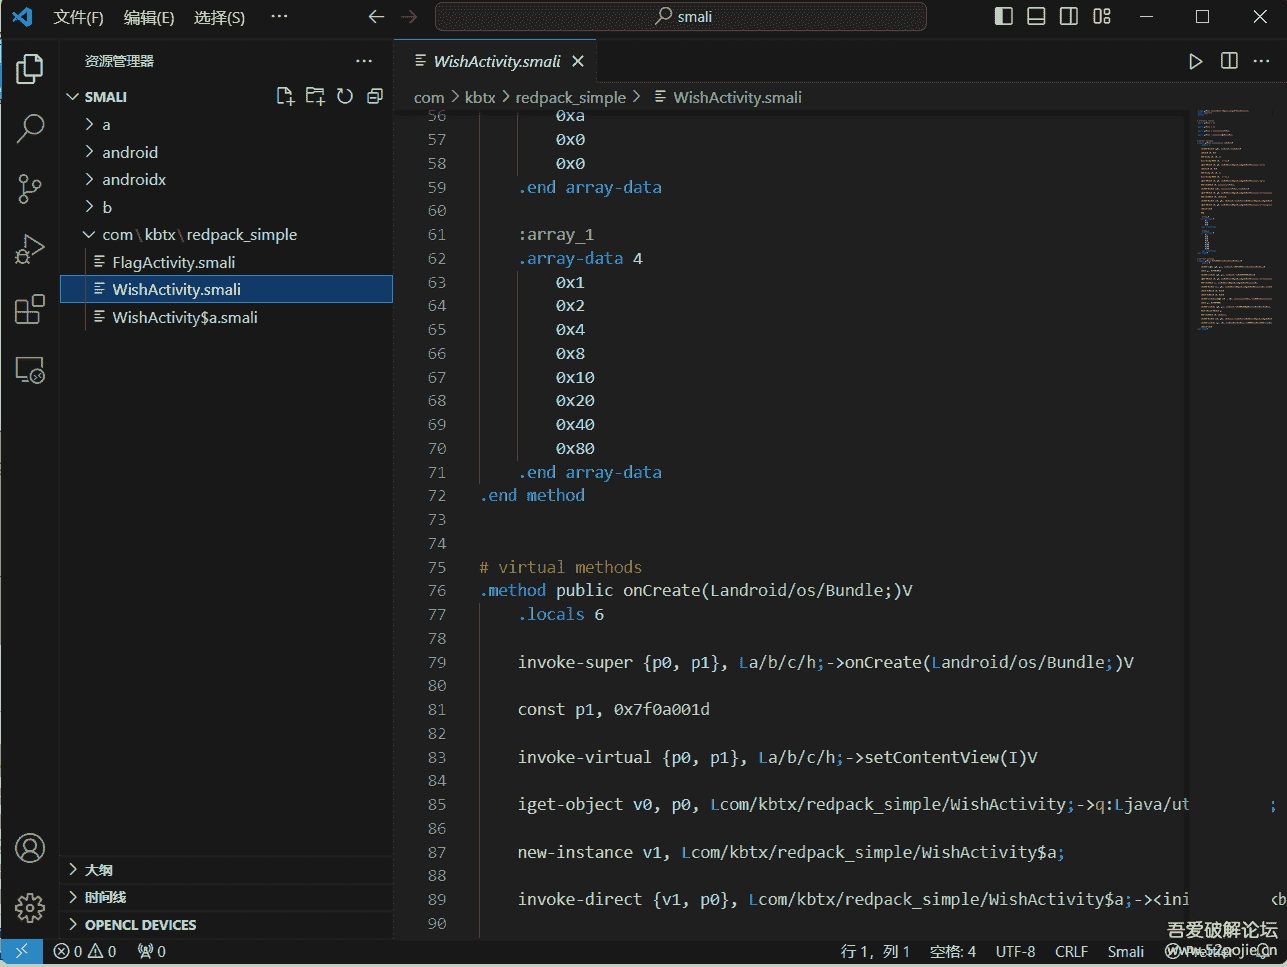 文件(F) 编辑(E) 选择(S) ··· smali
资源管理器 ···
SMALI
a
android
androidx
b
com\kbtx\redpack_simple
FlagActivity.smali
WishActivity.smali
WishActivity$a.smali
大纲
时间线
OPENCL DEVICES
WishActivity.smali
com > kbtx > redpack_simple > WishActivity.smali
56 0xa
57 0x0
58 0x0
59 .end array-data
60
61 :array_1
62 .array-data 4
63 0x1
64 0x2
65 0x4
66 0x8
67 0x10
68 0x20
69 0x40
70 0x80
71 .end array-data
72 .end method
73
74
75 # virtual methods
76 .method public onCreate(Landroid/os/Bundle;)V
77 .locals 6
78
79 invoke-super {p0, p1}, La/b/c/h;->onCreate(Landroid/os/Bundle;)V
80
81 const p1, 0x7f0a001d
82
83 invoke-virtual {p0, p1}, La/b/c/h;->setContentView(I)V
84
85 iget-object v0, p0, Lcom/kbtx/redpack_simple/WishActivity;->q:Ljava/ut ;
86
87 new-instance v1, Lcom/kbtx/redpack_simple/WishActivity$a;
88
89 invoke-direct {v1, p0}, Lcom/kbtx/redpack_simple/WishActivity$a;-><ini <b
90
0 0 0 行 1，列 1 空格: 4 UTF-8 CRLF Smali
吾爱破解论坛
www.52pojie.cn